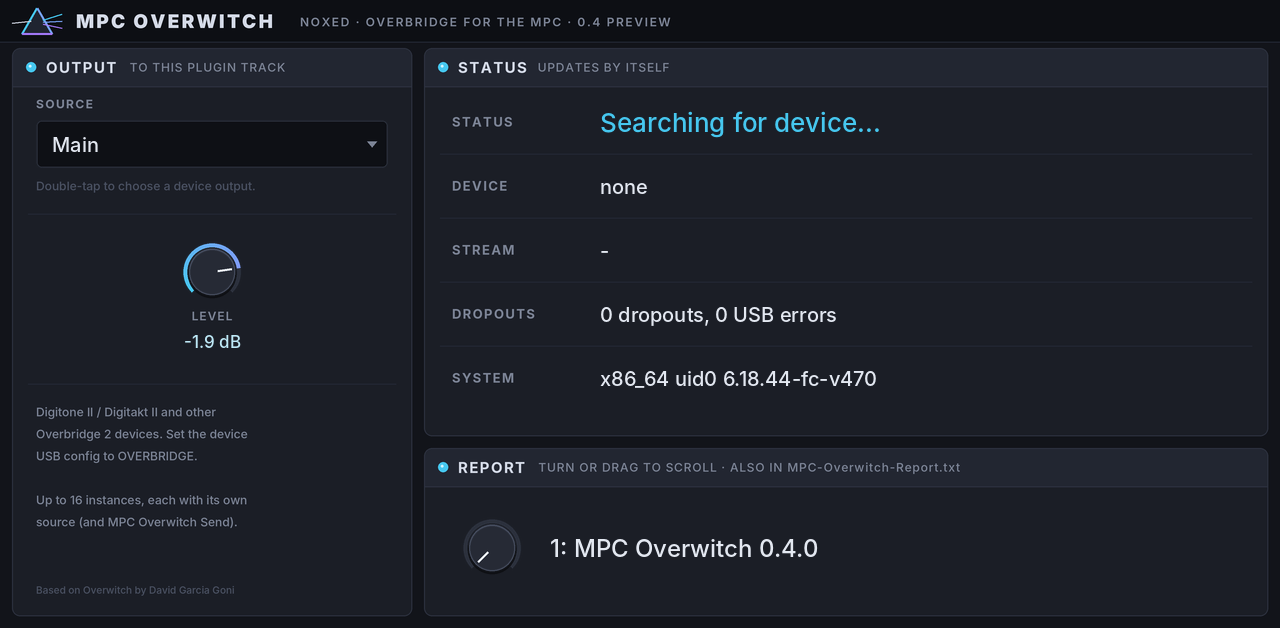 MPC OVERWITCH
NOXED · OVERBRIDGE FOR THE MPC · 0.4 PREVIEW
OUTPUT TO THIS PLUGIN TRACK
SOURCE
Main
Double-tap to choose a device output.
LEVEL
-1.9 dB
Digitone II / Digitakt II and other
Overbridge 2 devices. Set the device
USB config to OVERBRIDGE.
Up to 16 instances, each with its own
source (and MPC Overwitch Send).
Based on Overwitch by David Garcia Goni
STATUS UPDATES BY ITSELF
STATUS Searching for device...
DEVICE none
STREAM -
DROPOUTS 0 dropouts, 0 USB errors
SYSTEM x86_64 uid0 6.18.44-fc-v470
REPORT TURN OR DRAG TO SCROLL · ALSO IN MPC-Overwitch-Report.txt
1: MPC Overwitch 0.4.0